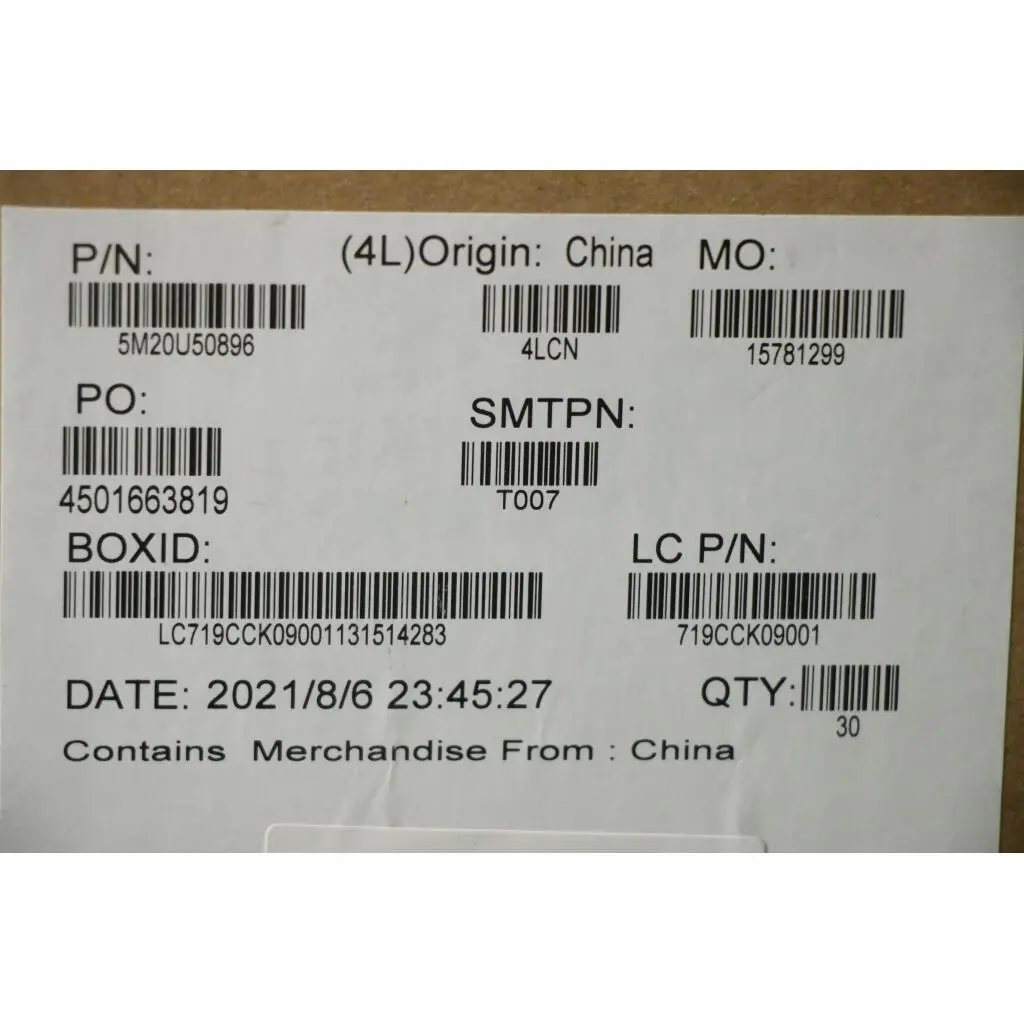 P/N: (4L)Origin: China MO:
5M20U50896 4LCN 15781299
PO: SMTPN:
4501663819 T007
BOXID: LC P/N:
LC719CCK09001131514283 719CCK09001
DATE: 2021/8/6 23:45:27 QTY:
30
Contains Merchandise From : China